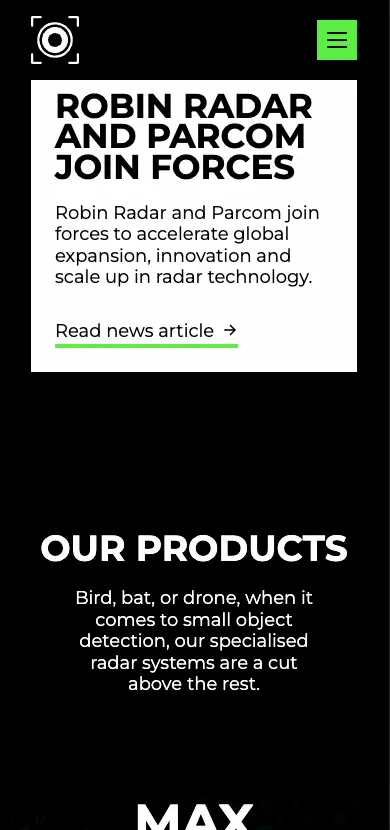 ROBIN RADAR
AND PARCOM
JOIN FORCES
Robin Radar and Parcom join
forces to accelerate global
expansion, innovation and
scale up in radar technology.
Read news article →
OUR PRODUCTS
Bird, bat, or drone, when it
comes to small object
detection, our specialised
radar systems are a cut
above the rest.
MAX